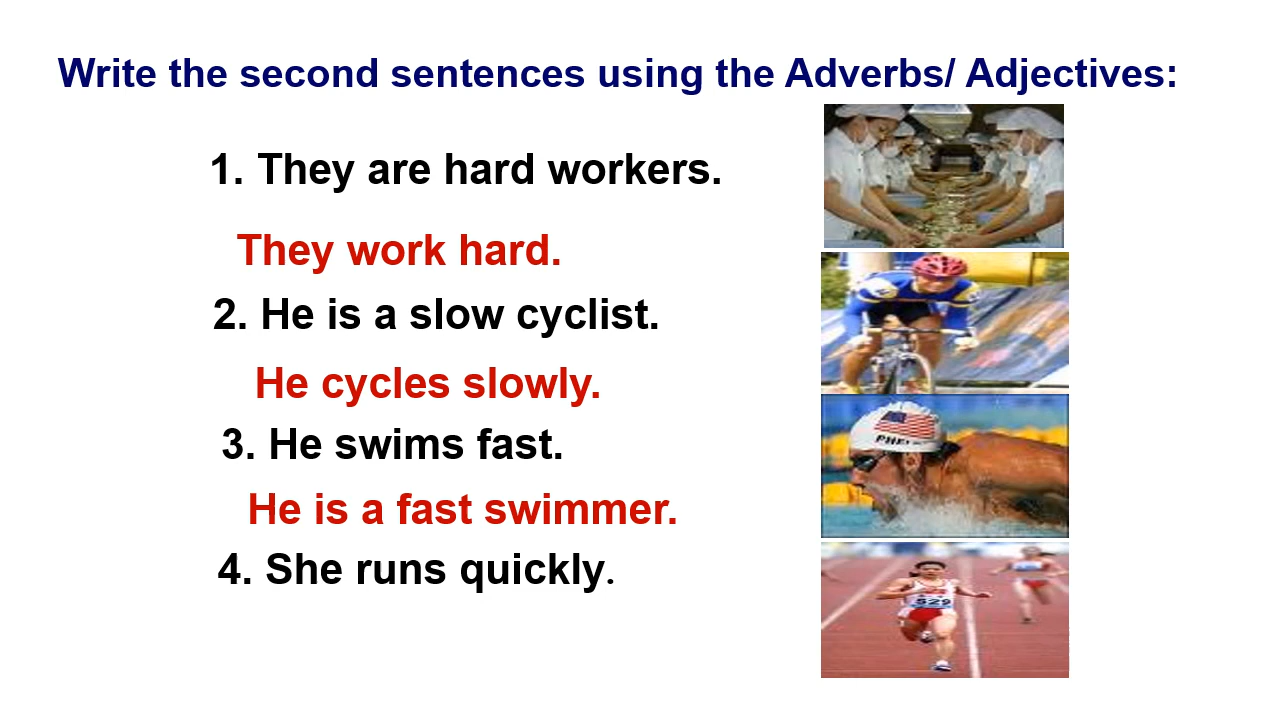 Write the second sentences using the Adverbs/ Adjectives:
1. They are hard workers.
They work hard.
2. He is a slow cyclist.
He cycles slowly.
3. He swims fast.
He is a fast swimmer.
4. She runs quickly.
529